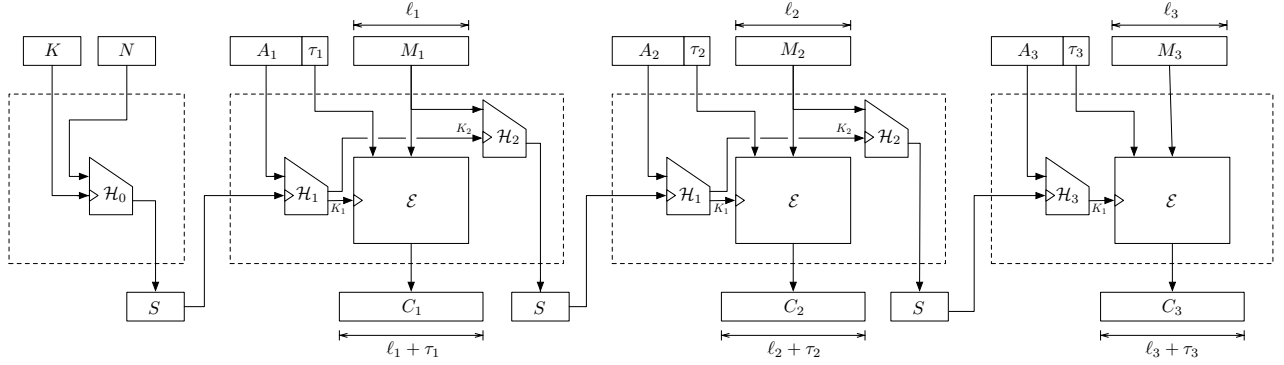 ℓ₁ ℓ₂ ℓ₃
K N A₁ τ₁ M₁ A₂ τ₂ M₂ A₃ τ₃ M₃
K₂ ℋ₂ K₂ ℋ₂
ℋ₀ ℋ₁ K₁ ℰ ℋ₁ K₁ ℰ ℋ₃ K₁ ℰ
S C₁ S C₂ S C₃
ℓ₁ + τ₁ ℓ₂ + τ₂ ℓ₃ + τ₃